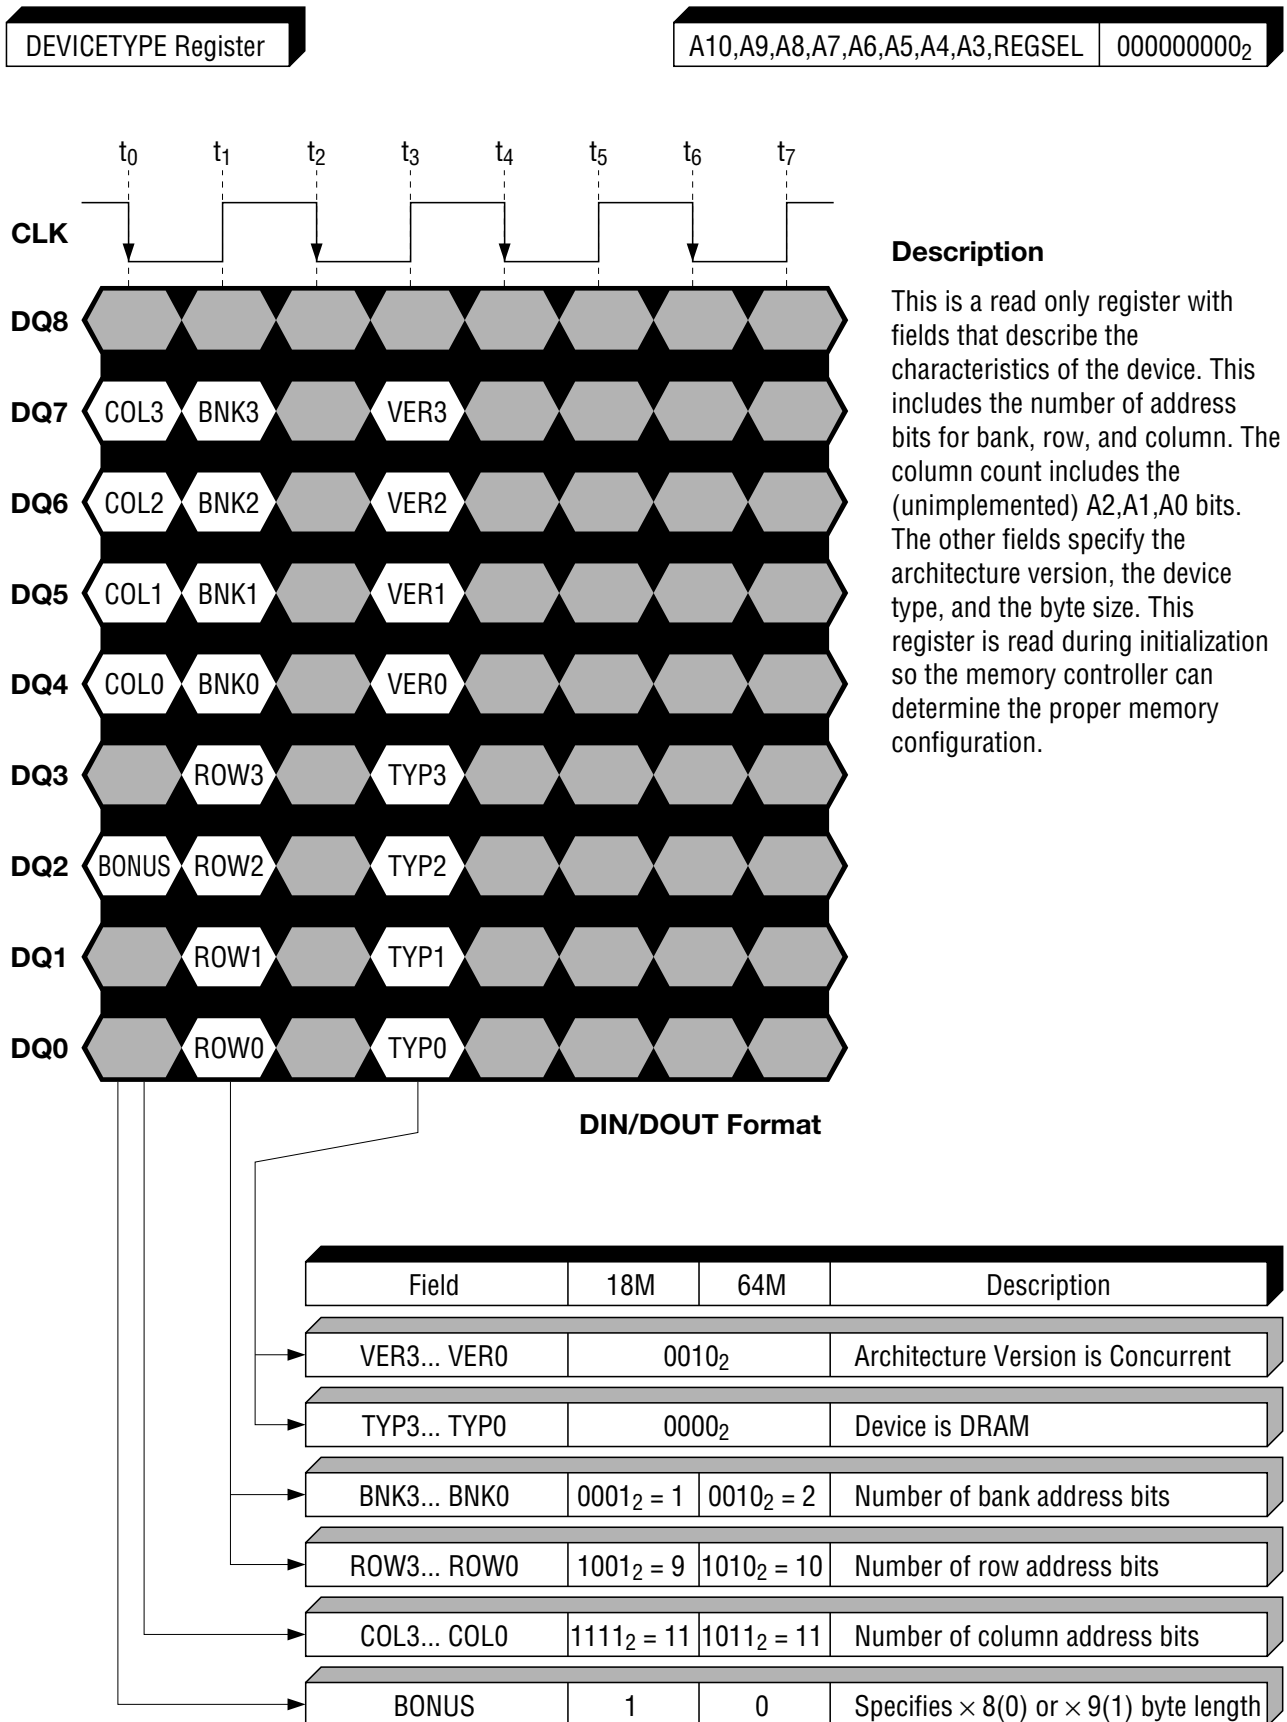 DEVICETYPE Register
A10,A9,A8,A7,A6,A5,A4,A3,REGSEL 000000000₂
t₀ t₁ t₂ t₃ t₄ t₅ t₆ t₇
CLK
DQ8
DQ7 COL3 BNK3 VER3
DQ6 COL2 BNK2 VER2
DQ5 COL1 BNK1 VER1
DQ4 COL0 BNK0 VER0
DQ3 ROW3 TYP3
DQ2 BONUS ROW2 TYP2
DQ1 ROW1 TYP1
DQ0 ROW0 TYP0
DIN/DOUT Format
Description
This is a read only register with
fields that describe the
characteristics of the device. This
includes the number of address
bits for bank, row, and column. The
column count includes the
(unimplemented) A2,A1,A0 bits.
The other fields specify the
architecture version, the device
type, and the byte size. This
register is read during initialization
so the memory controller can
determine the proper memory
configuration.
Field 18M 64M Description
VER3... VER0 0010₂ Architecture Version is Concurrent
TYP3... TYP0 0000₂ Device is DRAM
BNK3... BNK0 0001₂ = 1 0010₂ = 2 Number of bank address bits
ROW3... ROW0 1001₂ = 9 1010₂ = 10 Number of row address bits
COL3... COL0 1111₂ = 11 1011₂ = 11 Number of column address bits
BONUS 1 0 Specifies × 8(0) or × 9(1) byte length